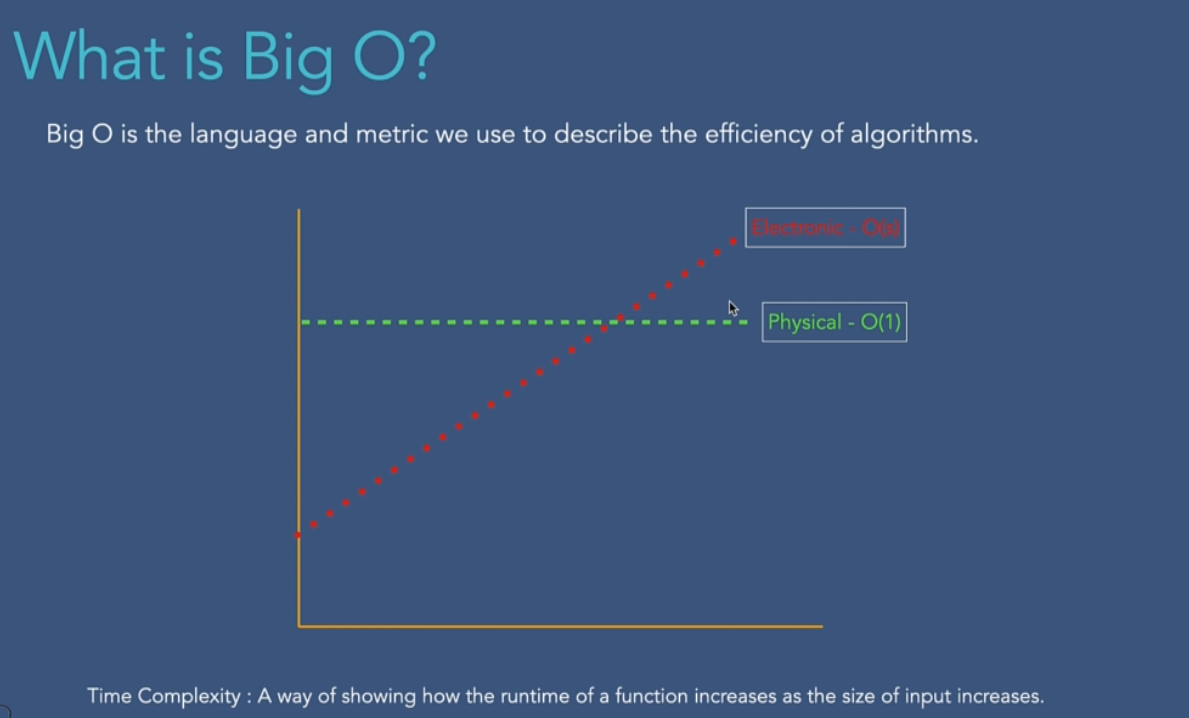 What is Big O?
Big O is the language and metric we use to describe the efficiency of algorithms.
Electronic - O(s)
Physical - O(1)
Time Complexity : A way of showing how the runtime of a function increases as the size of input increases.